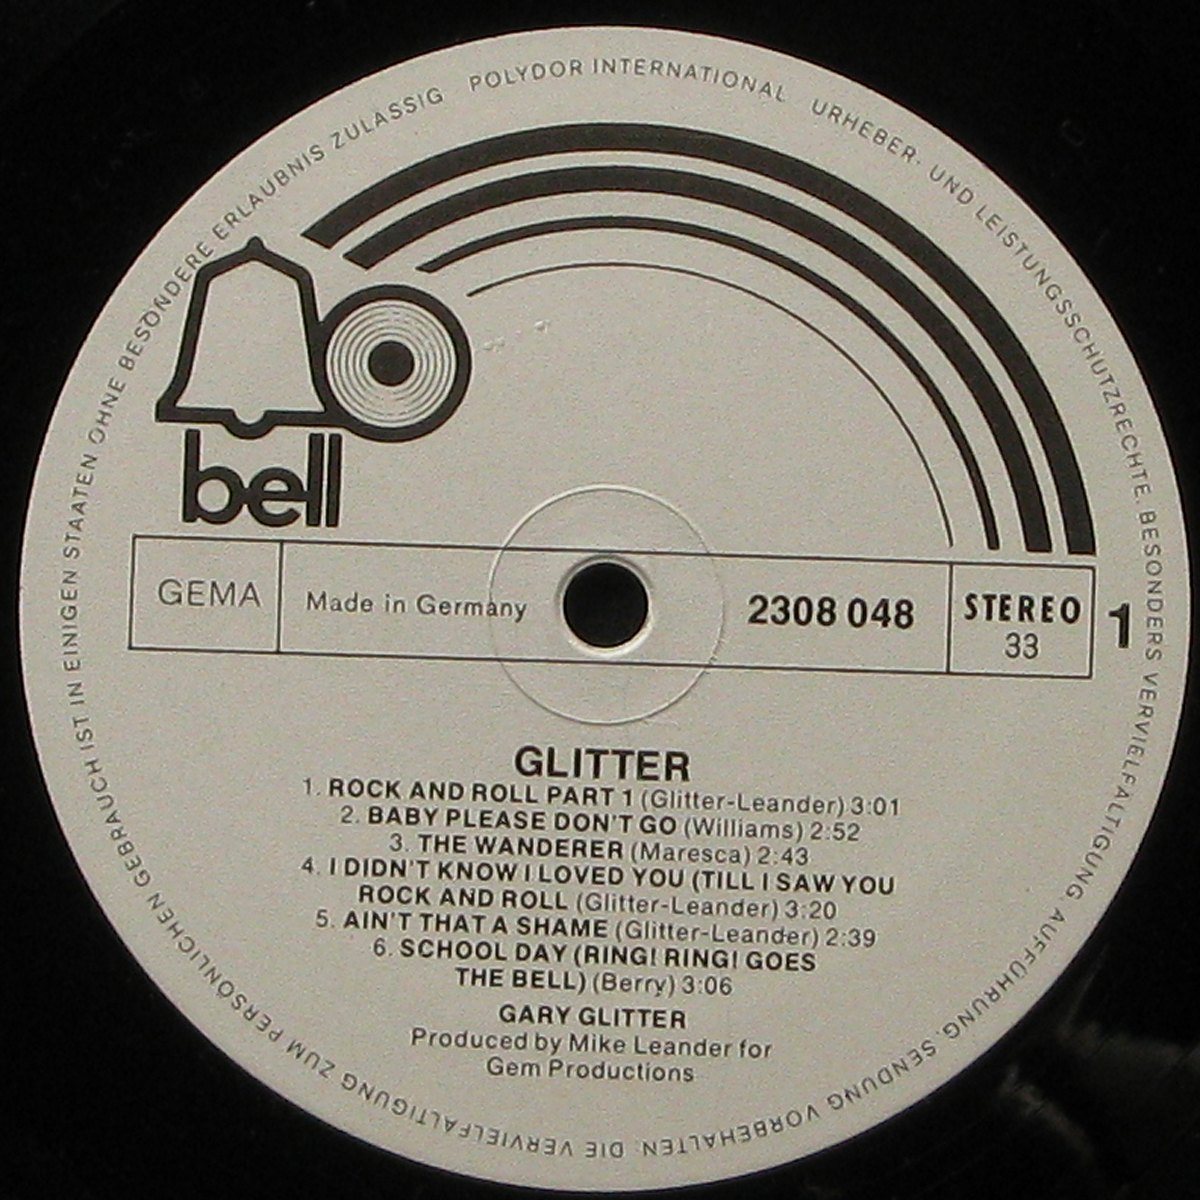 POLYDOR INTERNATIONAL URHEBER- UND LEISTUNGSSCHUTZRECHTE. BESONDERS VERVIELFALTIGUNG, AUFFÜHRUNG, SENDUNG VORBEHALTEN. DIE VERVIELFALTIGUNG ZUM PERSÖNLICHEN GEBRAUCH IST IN EINIGEN STAATEN OHNE BESONDERE ERLAUBNIS ZULASSIG
bell
GEMA Made in Germany 2308 048 STEREO 1
33
GLITTER
1. ROCK AND ROLL PART 1 (Glitter-Leander) 3:01
2. BABY PLEASE DON'T GO (Williams) 2:52
3. THE WANDERER (Maresca) 2:43
4. I DIDN'T KNOW I LOVED YOU (TILL I SAW YOU
ROCK AND ROLL (Glitter-Leander) 3:20
5. AIN'T THAT A SHAME (Glitter-Leander) 2:39
6. SCHOOL DAY (RING! RING! GOES
THE BELL) (Berry) 3:06
GARY GLITTER
Produced by Mike Leander for
Gem Productions